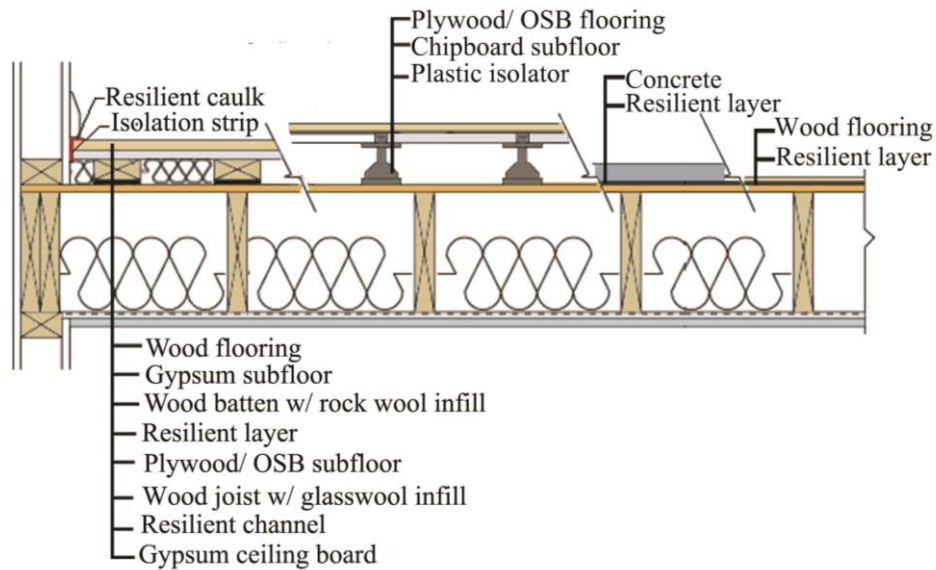 Plywood/ OSB flooring
Chipboard subfloor
Plastic isolator
Concrete
Resilient layer
Resilient caulk
Isolation strip
Wood flooring
Resilient layer
Wood flooring
Gypsum subfloor
Wood batten w/ rock wool infill
Resilient layer
Plywood/ OSB subfloor
Wood joist w/ glasswool infill
Resilient channel
Gypsum ceiling board